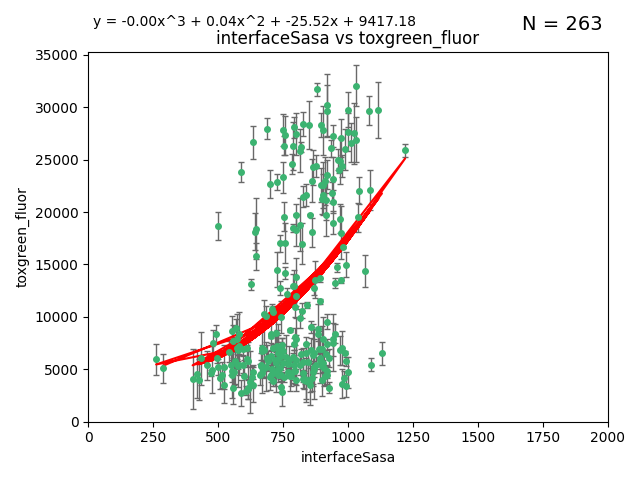 y = -0.00x^3 + 0.04x^2 + -25.52x + 9417.18
N = 263
interfaceSasa vs toxgreen_fluor
35000
30000
25000
20000
15000
10000
5000
0
toxgreen_fluor
0 250 500 750 1000 1250 1500 1750 2000
interfaceSasa